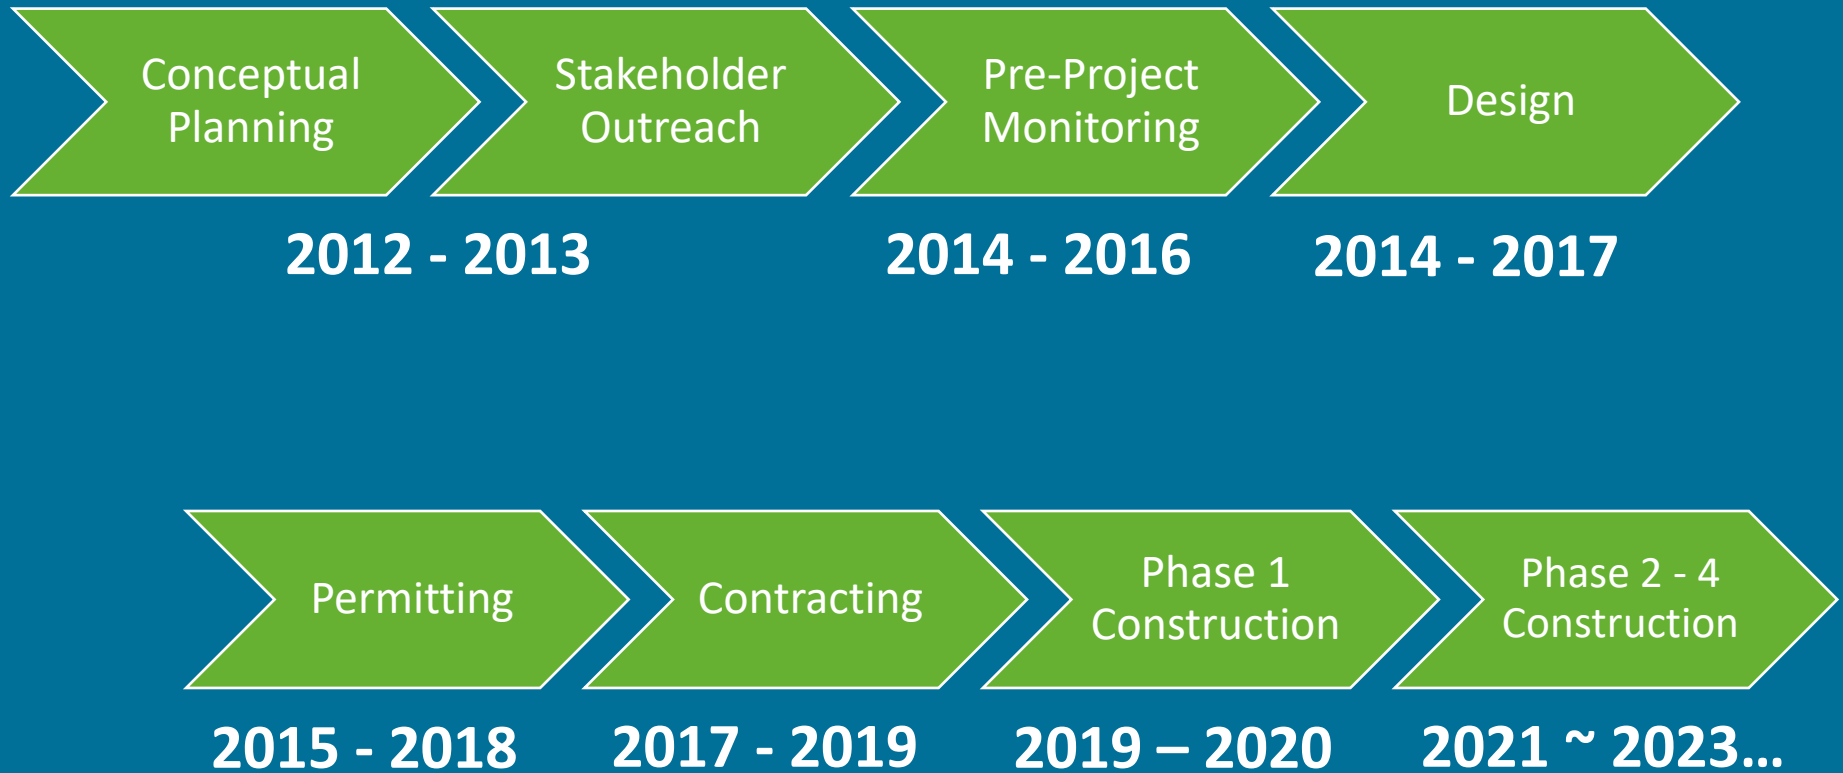 Conceptual
Planning
Stakeholder
Outreach
Pre-Project
Monitoring
Design
2012 - 2013
2014 - 2016
2014 - 2017
Permitting
Contracting
Phase 1
Construction
Phase 2 - 4
Construction
2015 - 2018
2017 - 2019
2019 – 2020
2021 ~ 2023...